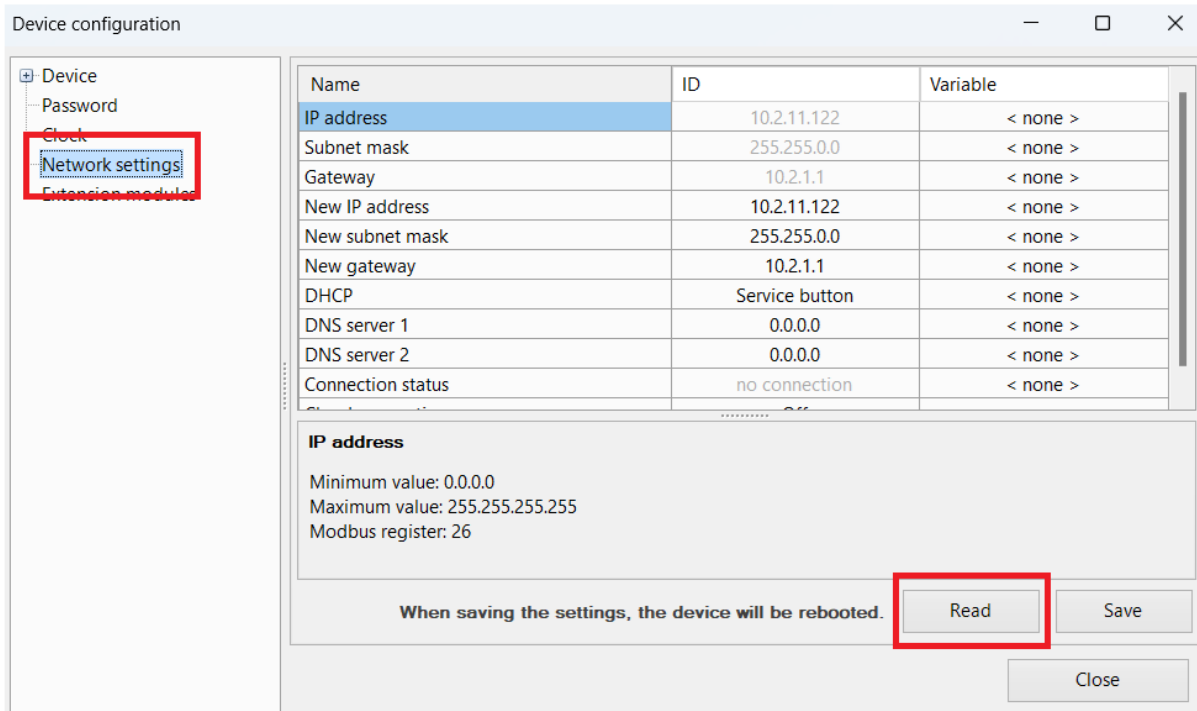 Device configuration
Device
Password
Clock
Network settings
Extension modules
Name ID Variable
IP address 10.2.11.122 < none >
Subnet mask 255.255.0.0 < none >
Gateway 10.2.1.1 < none >
New IP address 10.2.11.122 < none >
New subnet mask 255.255.0.0 < none >
New gateway 10.2.1.1 < none >
DHCP Service button < none >
DNS server 1 0.0.0.0 < none >
DNS server 2 0.0.0.0 < none >
Connection status no connection < none >
IP address
Minimum value: 0.0.0.0
Maximum value: 255.255.255.255
Modbus register: 26
When saving the settings, the device will be rebooted. Read Save
Close